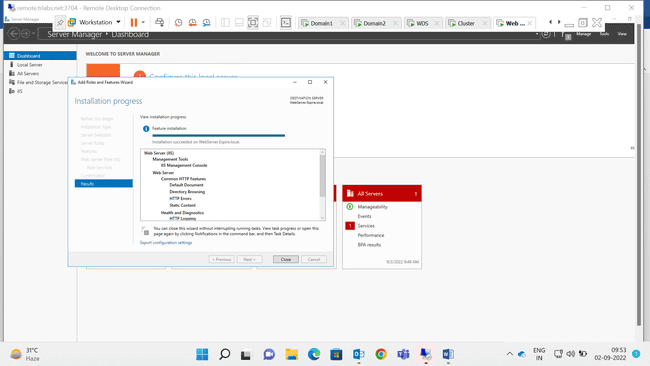 remote.trlabs.net:3704 - Remote Desktop Connection
Server Manager
Workstation
Domain1
Domain2
WDS
Cluster
Web ...
Server Manager
Dashboard
Manage
Tools
View
Dashboard
Local Server
All Servers
File and Storage Services
IIS
WELCOME TO SERVER MANAGER
Configure this local server
Add Roles and Features Wizard
Installation progress
DESTINATION SERVER
WebServer.Expire.local
Before You Begin
Installation Type
Server Selection
Server Roles
Features
Web Server Role (IIS)
Role Services
Confirmation
Results
View installation progress
Feature installation
Installation succeeded on WebServer.Expire.local.
Web Server (IIS)
Management Tools
IIS Management Console
Web Server
Common HTTP Features
Default Document
Directory Browsing
HTTP Errors
Static Content
Health and Diagnostics
HTTP Logging
You can close this wizard without interrupting running tasks. View task progress or open this
page again by clicking Notifications in the command bar, and then Task Details.
Export configuration settings
< Previous
Next >
Close
Cancel
All Servers
1
Manageability
Events
1
Services
Performance
BPA results
9/2/2022 9:49 AM
31°C
Haze
ENG
IN
09:53
02-09-2022